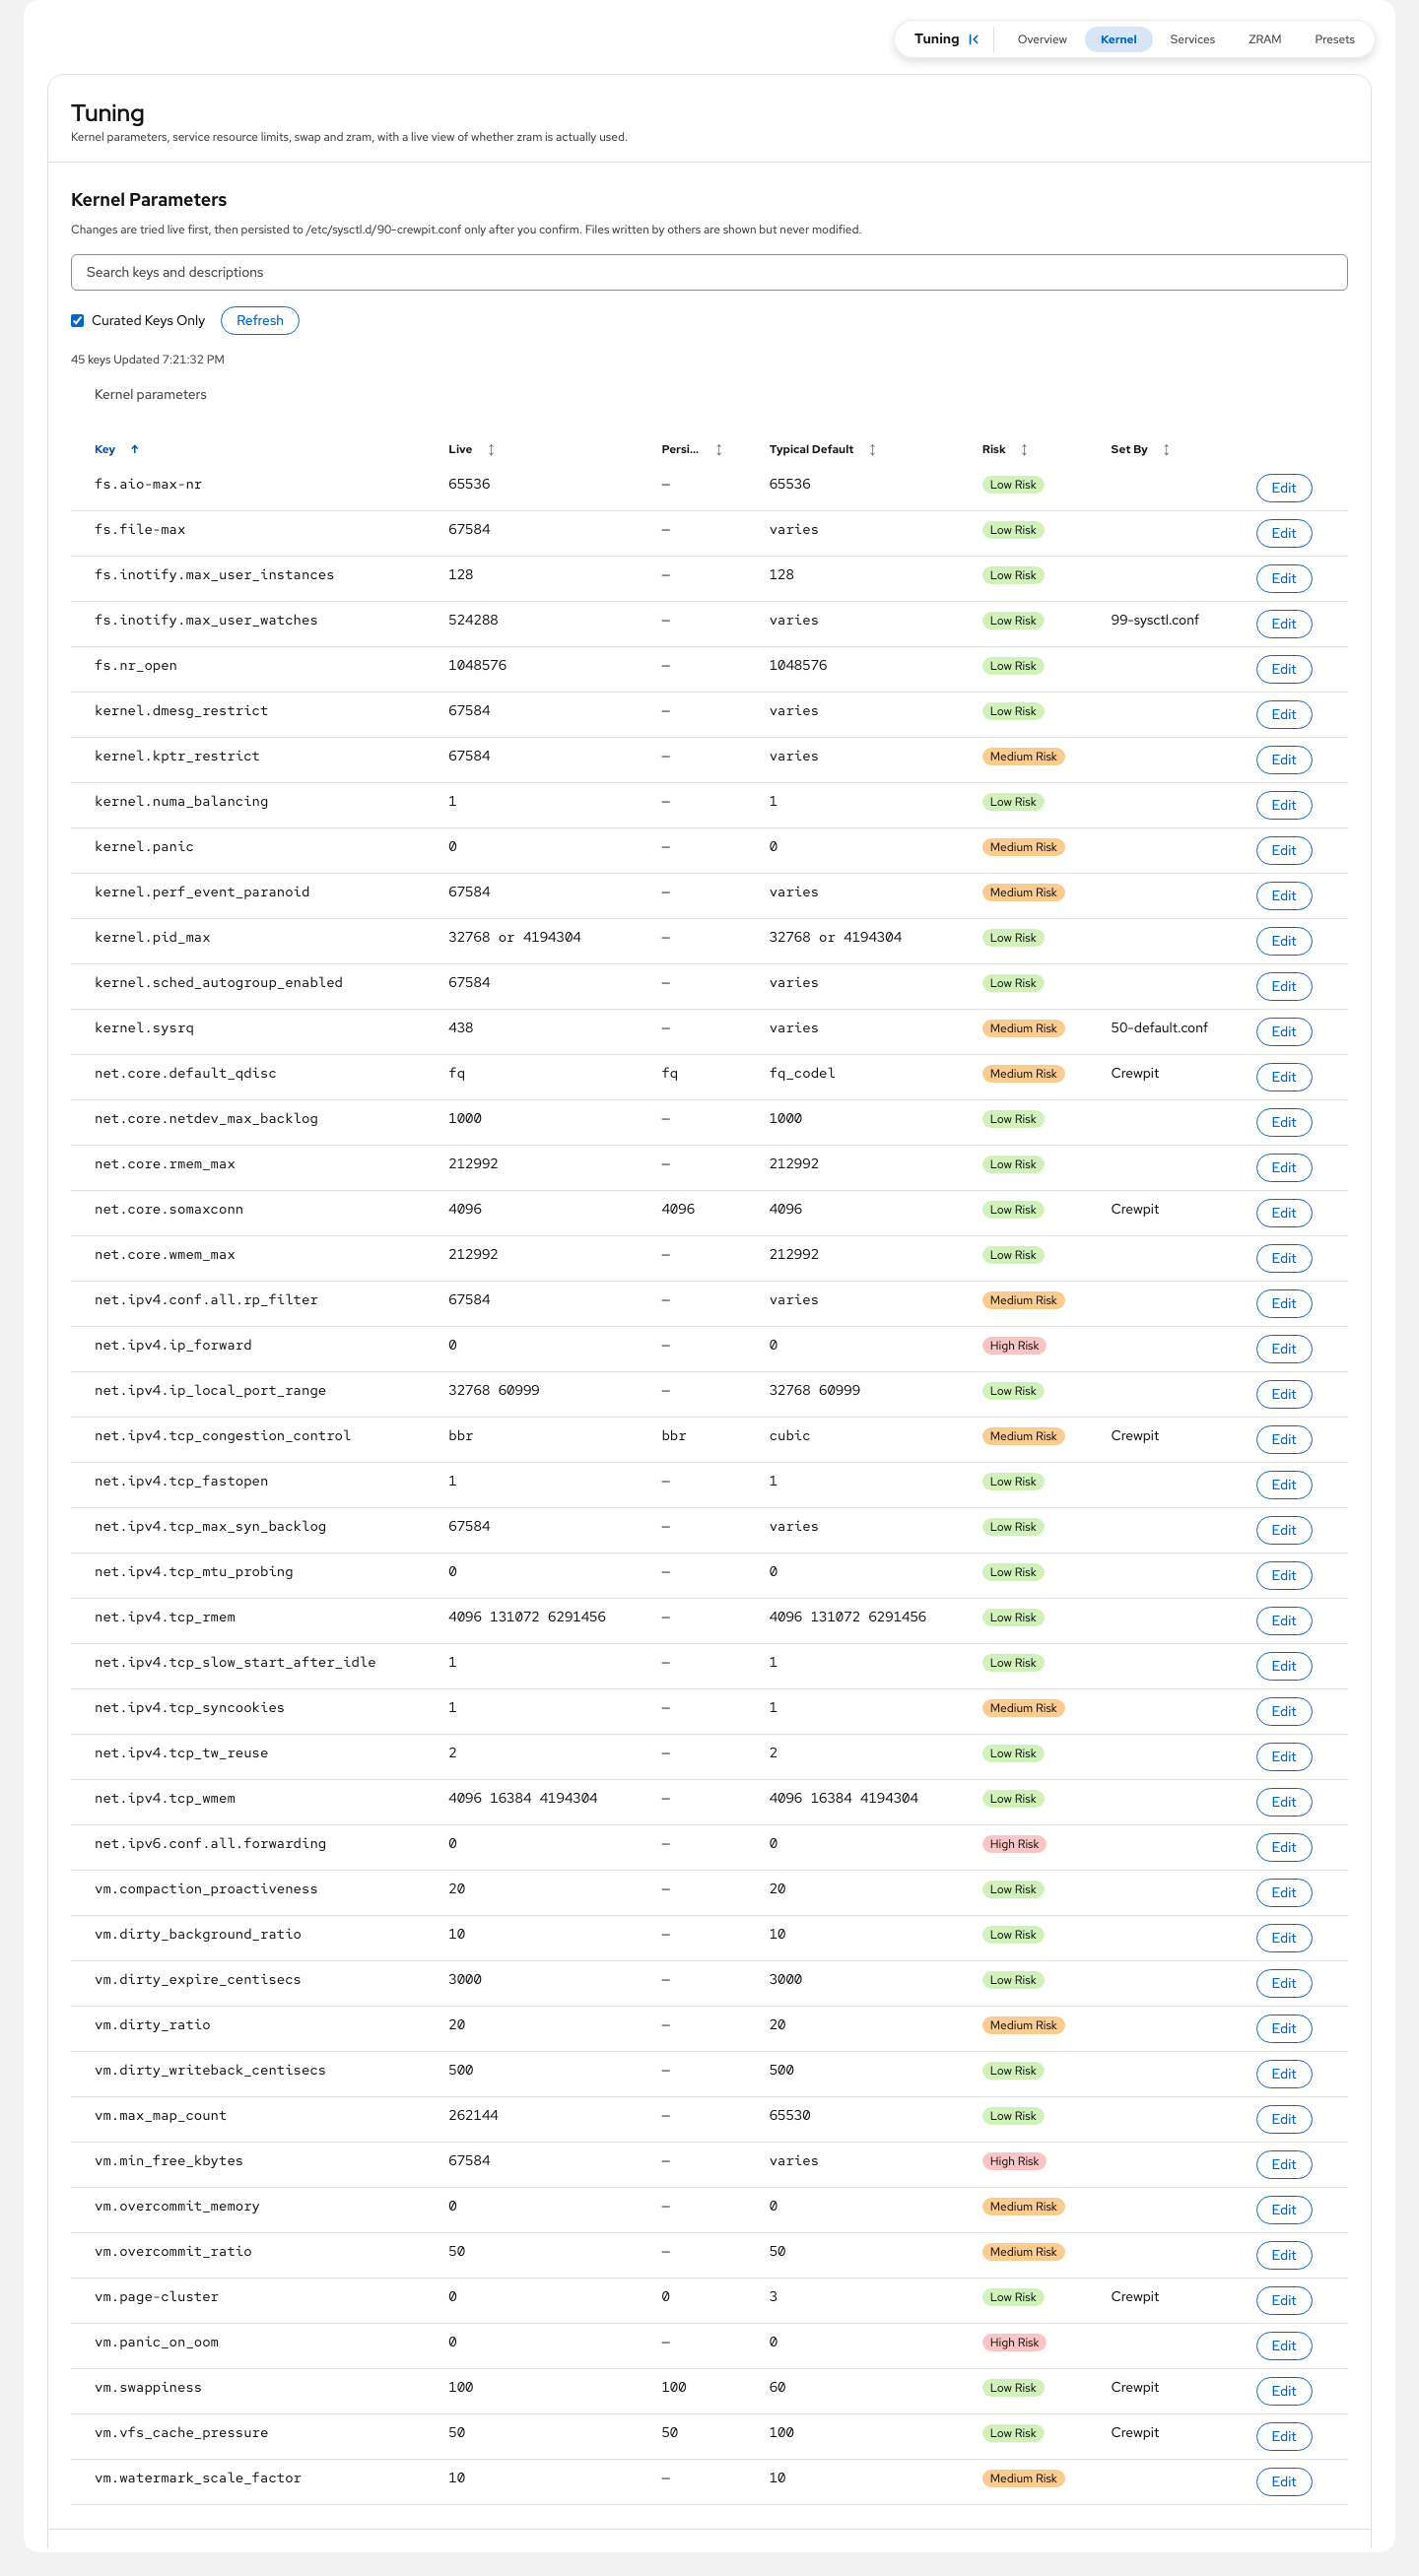 Tuning Overview Kernel Services ZRAM Presets
Tuning
Kernel parameters, service resource limits, swap and zram, with a live view of whether zram is actually used.
Kernel Parameters
Changes are tried live first, then persisted to /etc/sysctl.d/90-crewpit.conf only after you confirm. Files written by others are shown but never modified.
Search keys and descriptions
Curated Keys Only Refresh
45 keys Updated 7:21:32 PM
Kernel parameters
Key Live Persi... Typical Default Risk Set By
fs.aio-max-nr 65536 — 65536 Low Risk Edit
fs.file-max 67584 — varies Low Risk Edit
fs.inotify.max_user_instances 128 — 128 Low Risk Edit
fs.inotify.max_user_watches 524288 — varies Low Risk 99-sysctl.conf Edit
fs.nr_open 1048576 — 1048576 Low Risk Edit
kernel.dmesg_restrict 67584 — varies Low Risk Edit
kernel.kptr_restrict 67584 — varies Medium Risk Edit
kernel.numa_balancing 1 — 1 Low Risk Edit
kernel.panic 0 — 0 Medium Risk Edit
kernel.perf_event_paranoid 67584 — varies Medium Risk Edit
kernel.pid_max 32768 or 4194304 — 32768 or 4194304 Low Risk Edit
kernel.sched_autogroup_enabled 67584 — varies Low Risk Edit
kernel.sysrq 438 — varies Medium Risk 50-default.conf Edit
net.core.default_qdisc fq fq fq_codel Medium Risk Crewpit Edit
net.core.netdev_max_backlog 1000 — 1000 Low Risk Edit
net.core.rmem_max 212992 — 212992 Low Risk Edit
net.core.somaxconn 4096 4096 4096 Low Risk Crewpit Edit
net.core.wmem_max 212992 — 212992 Low Risk Edit
net.ipv4.conf.all.rp_filter 67584 — varies Medium Risk Edit
net.ipv4.ip_forward 0 — 0 High Risk Edit
net.ipv4.ip_local_port_range 32768 60999 — 32768 60999 Low Risk Edit
net.ipv4.tcp_congestion_control bbr bbr cubic Medium Risk Crewpit Edit
net.ipv4.tcp_fastopen 1 — 1 Low Risk Edit
net.ipv4.tcp_max_syn_backlog 67584 — varies Low Risk Edit
net.ipv4.tcp_mtu_probing 0 — 0 Low Risk Edit
net.ipv4.tcp_rmem 4096 131072 6291456 — 4096 131072 6291456 Low Risk Edit
net.ipv4.tcp_slow_start_after_idle 1 — 1 Low Risk Edit
net.ipv4.tcp_syncookies 1 — 1 Medium Risk Edit
net.ipv4.tcp_tw_reuse 2 — 2 Low Risk Edit
net.ipv4.tcp_wmem 4096 16384 4194304 — 4096 16384 4194304 Low Risk Edit
net.ipv6.conf.all.forwarding 0 — 0 High Risk Edit
vm.compaction_proactiveness 20 — 20 Low Risk Edit
vm.dirty_background_ratio 10 — 10 Low Risk Edit
vm.dirty_expire_centisecs 3000 — 3000 Low Risk Edit
vm.dirty_ratio 20 — 20 Medium Risk Edit
vm.dirty_writeback_centisecs 500 — 500 Low Risk Edit
vm.max_map_count 262144 — 65530 Low Risk Edit
vm.min_free_kbytes 67584 — varies High Risk Edit
vm.overcommit_memory 0 — 0 Medium Risk Edit
vm.overcommit_ratio 50 — 50 Medium Risk Edit
vm.page-cluster 0 0 3 Low Risk Crewpit Edit
vm.panic_on_oom 0 — 0 High Risk Edit
vm.swappiness 100 100 60 Low Risk Crewpit Edit
vm.vfs_cache_pressure 50 50 100 Low Risk Crewpit Edit
vm.watermark_scale_factor 10 — 10 Medium Risk Edit